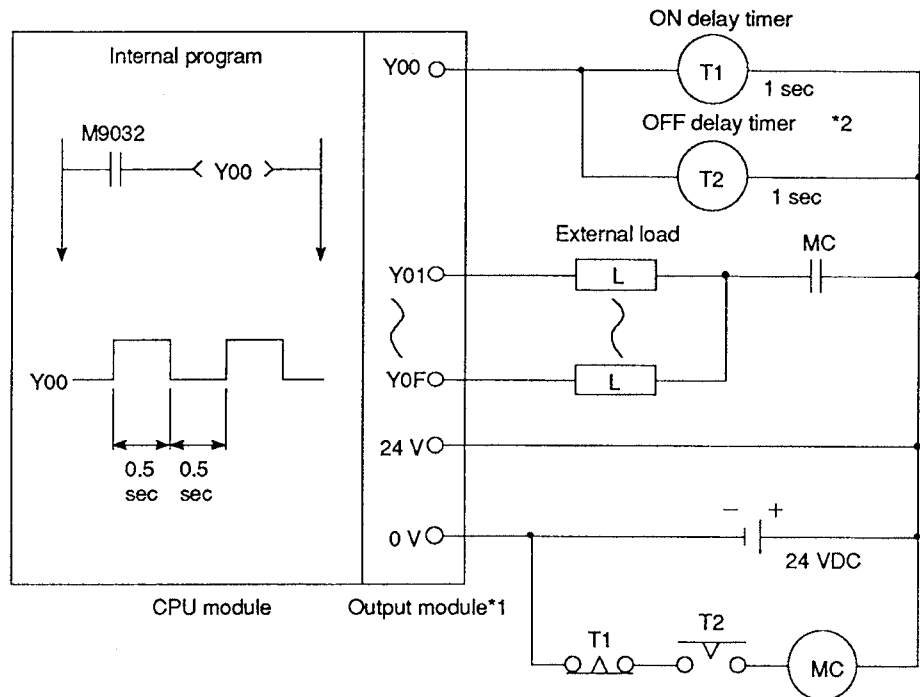 Internal program
M9032
Y00
Y00
0.5 sec
0.5 sec
CPU module
Y00
Y01
Y0F
24 V
0 V
Output module*1
ON delay timer
T1
1 sec
OFF delay timer *2
T2
1 sec
External load
L
L
MC
− +
24 VDC
T1
T2
MC